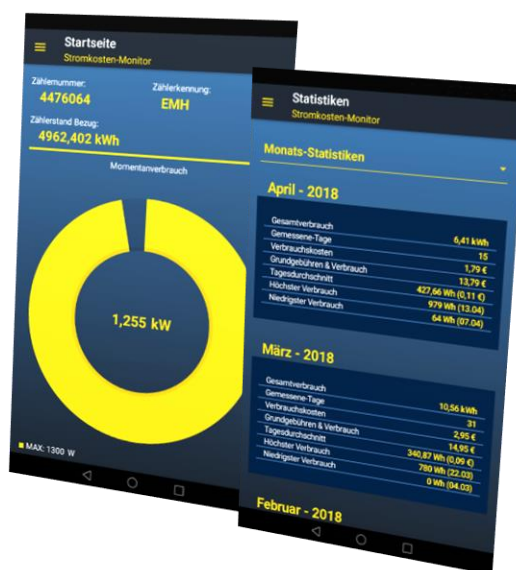 Startseite
Stromkosten-Monitor
Zählernummer:
4476064
Zählerkennung:
EMH
Zählerstand Bezug:
4962,402 kWh
Momentanverbrauch
1,255 kW
MAX: 1300 W
Statistiken
Stromkosten-Monitor
Monats-Statistiken
April - 2018
Gesamtverbrauch 6,41 kWh
Gemessene-Tage 15
Verbrauchskosten 1,79 €
Grundgebühren & Verbrauch 13,79 €
Tagesdurchschnitt 427,66 Wh (0,11 €)
Höchster Verbrauch 979 Wh (13.04)
Niedrigster Verbrauch 64 Wh (07.04)
März - 2018
Gesamtverbrauch 10,56 kWh
Gemessene-Tage 31
Verbrauchskosten 2,95 €
Grundgebühren & Verbrauch 14,95 €
Tagesdurchschnitt 340,87 Wh (0,09 €)
Höchster Verbrauch 780 Wh (22.03)
Niedrigster Verbrauch 0 Wh (04.03)
Februar - 2018